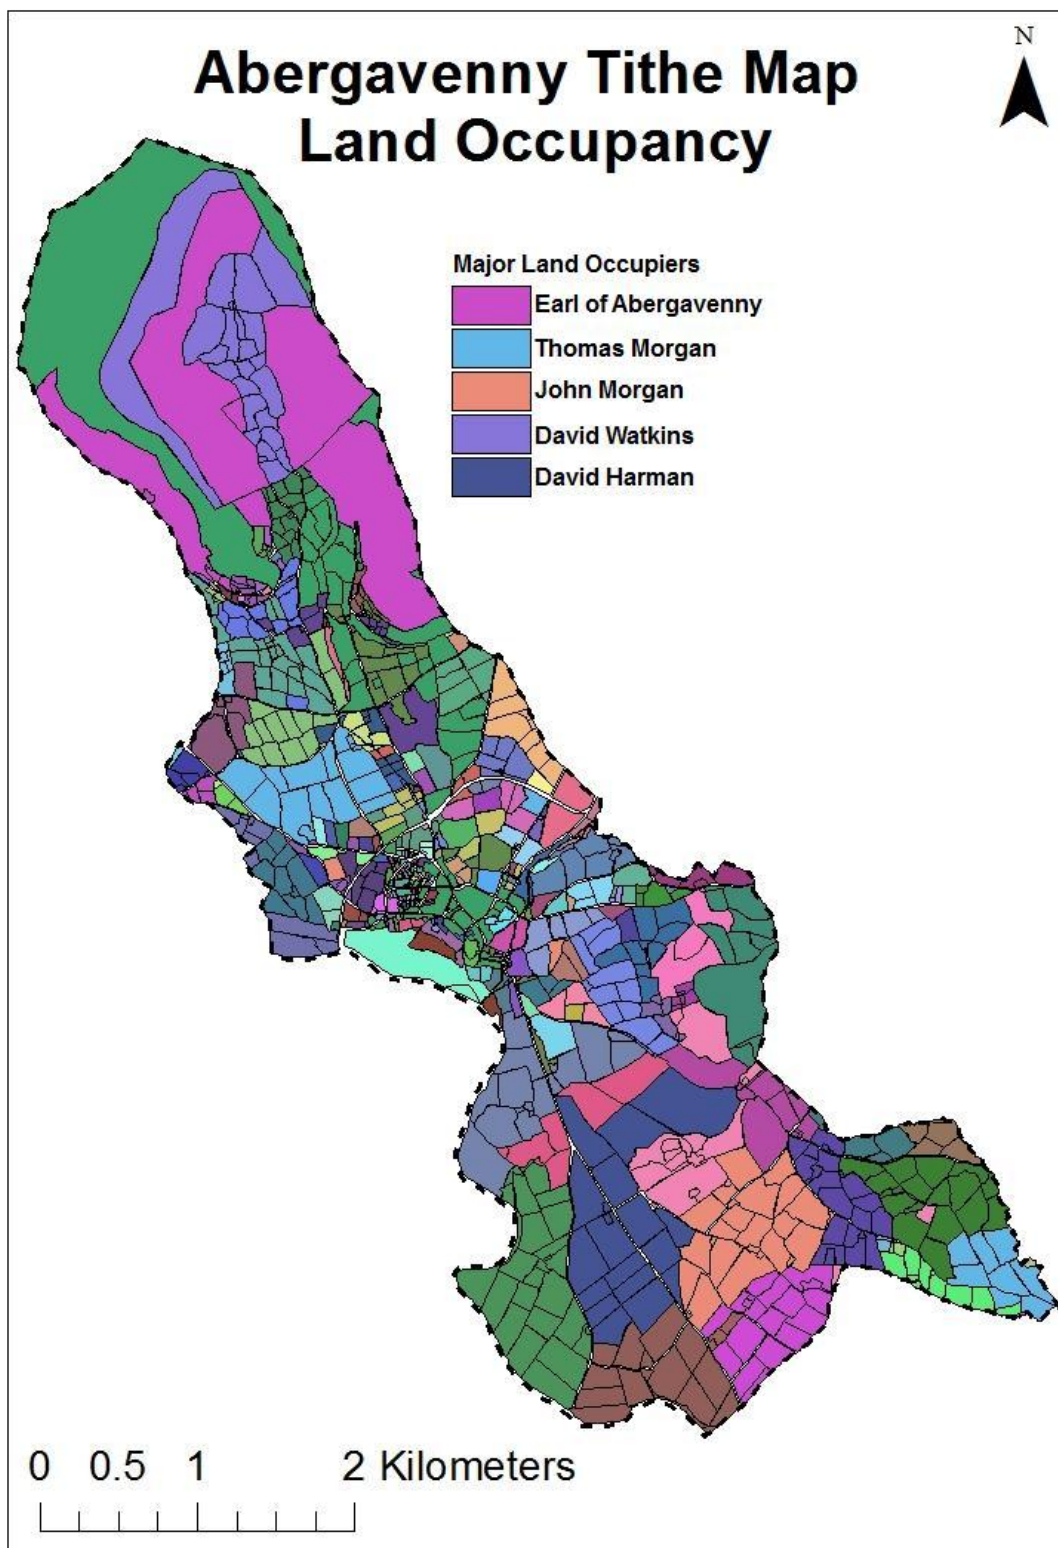 N
Abergavenny Tithe Map
Land Occupancy
Major Land Occupiers
Earl of Abergavenny
Thomas Morgan
John Morgan
David Watkins
David Harman
0 0.5 1 2 Kilometers